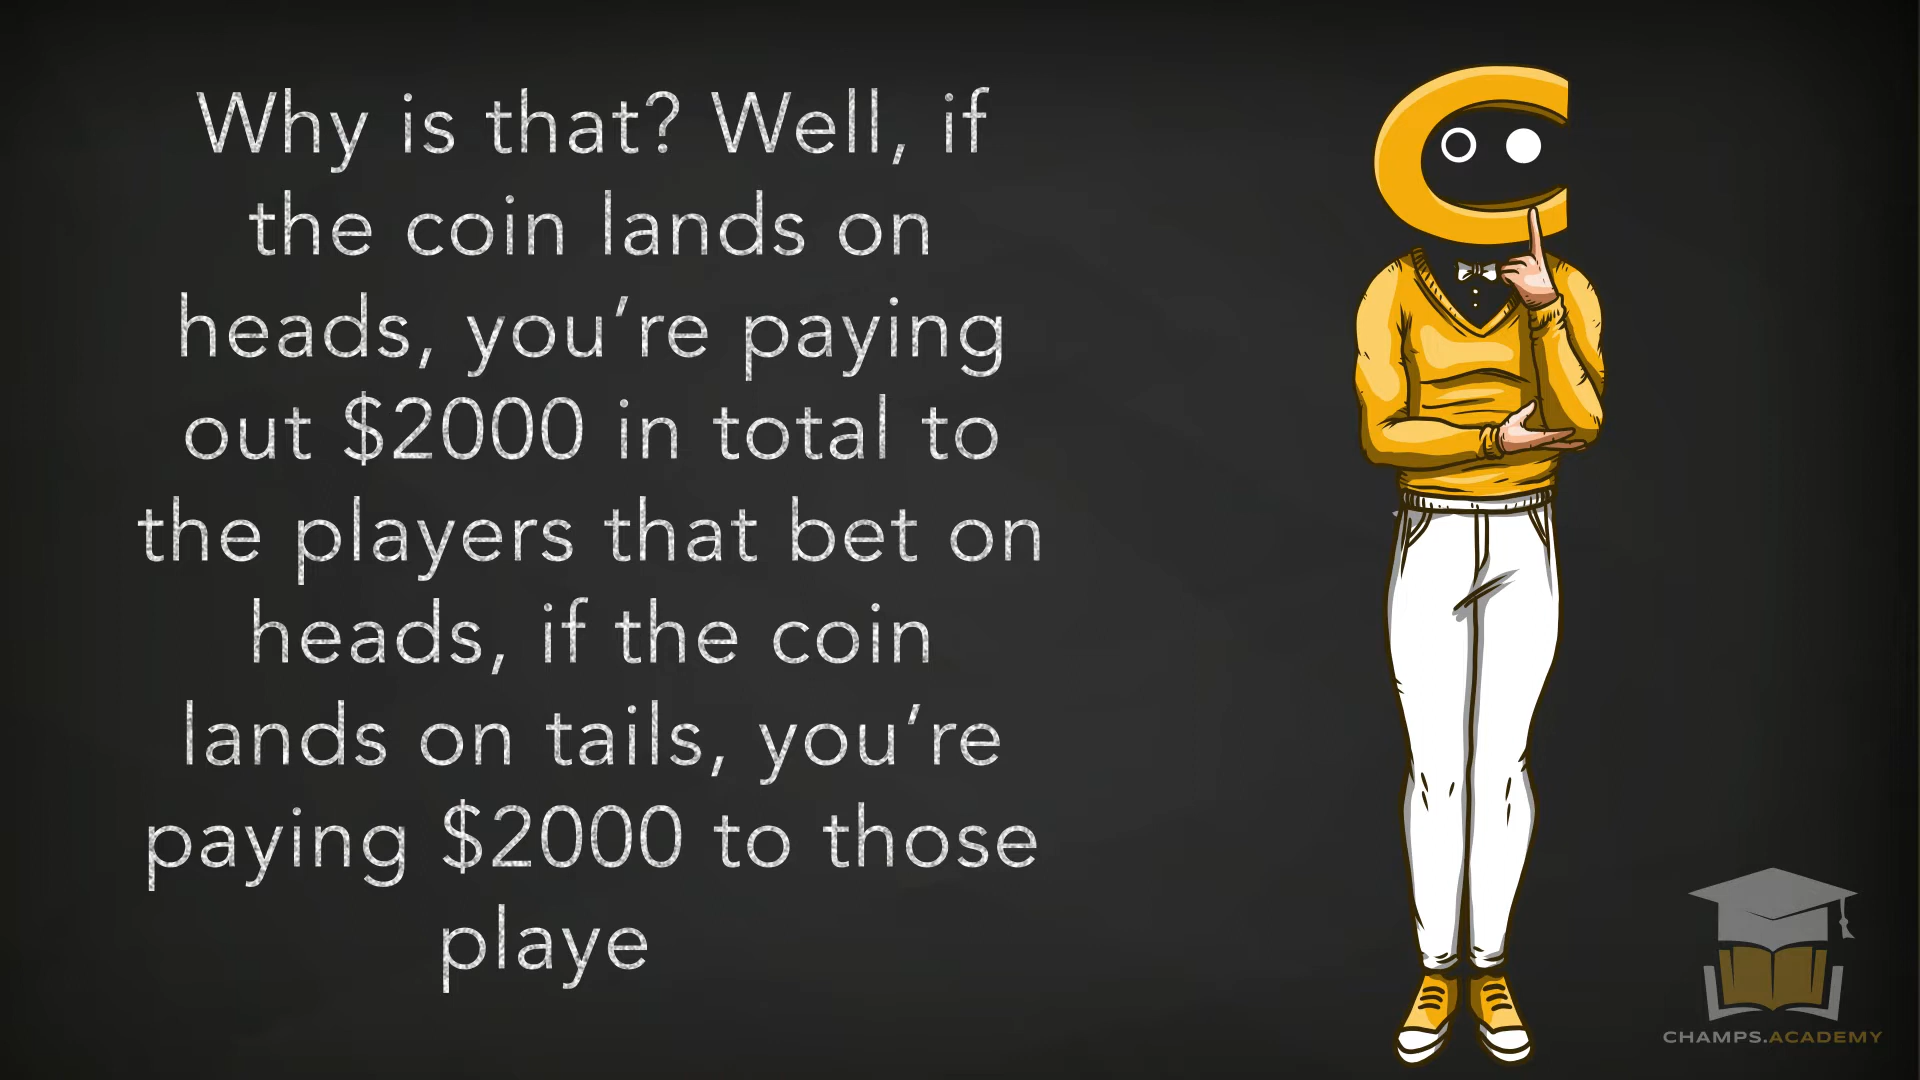 Why is that? Well, if
the coin lands on
heads, you’re paying
out $2000 in total to
the players that bet on
heads, if the coin
lands on tails, you’re
paying $2000 to those
playe
CHAMPS.ACADEMY